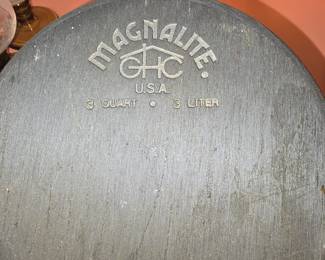 MAGNALITE
GHC
U.S.A.
3 QUART • 3 LITER